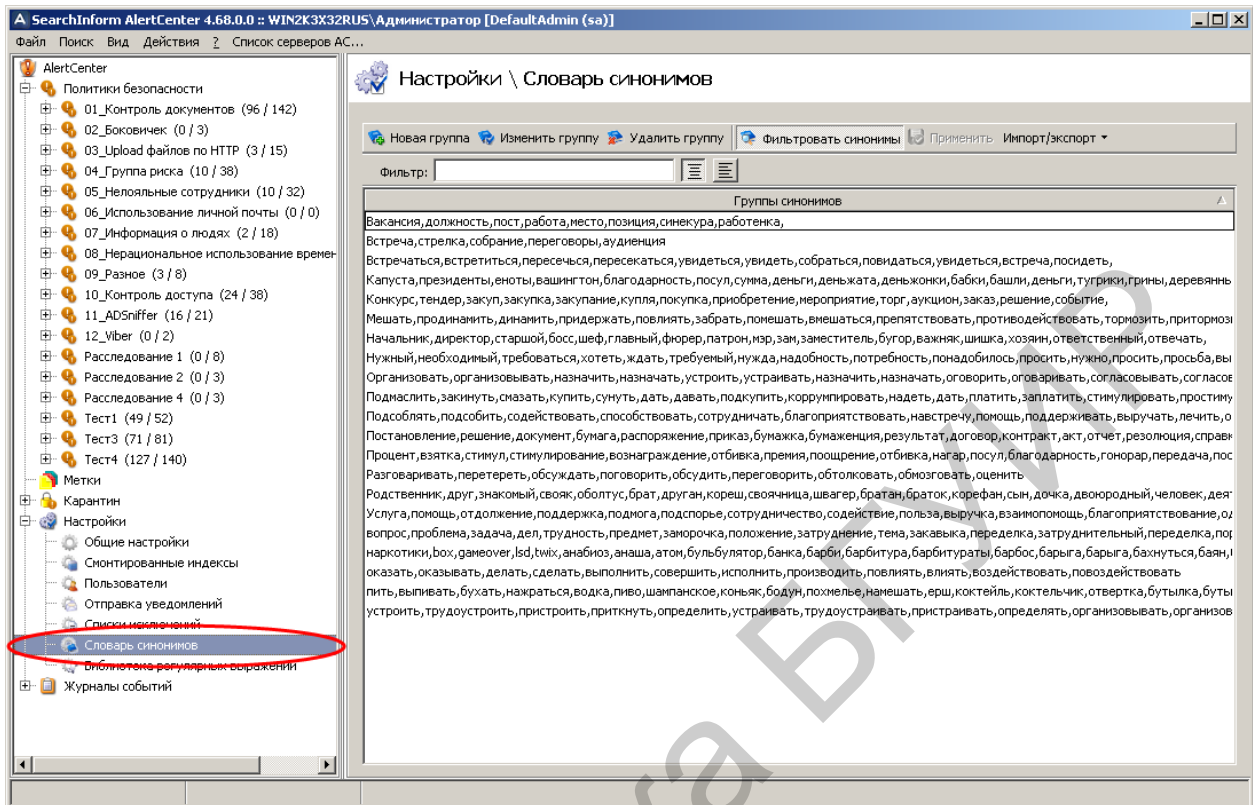 SearchInform AlertCenter 4.68.0.0 :: WIN2K3X32RUS\Администратор [DefaultAdmin (sa)]
Файл Поиск Вид Действия ? Список серверов AC...
AlertCenter
Политики безопасности
01_Контроль документов (96 / 142)
02_Боковичек (0 / 3)
03_Upload файлов по HTTP (3 / 15)
04_Группа риска (10 / 38)
05_Нелояльные сотрудники (10 / 32)
06_Использование личной почты (0 / 0)
07_Информация о людях (2 / 18)
08_Нерациональное использование времен
09_Разное (3 / 8)
10_Контроль доступа (24 / 38)
11_ADSniffer (16 / 21)
12_Viber (0 / 2)
Расследование 1 (0 / 8)
Расследование 2 (0 / 3)
Расследование 4 (0 / 3)
Тест1 (49 / 52)
Тест3 (71 / 81)
Тест4 (127 / 140)
Метки
Карантин
Настройки
Общие настройки
Смонтированные индексы
Пользователи
Отправка уведомлений
Списки исключений
Словарь синонимов
Библиотека регулярных выражений
Журналы событий
Настройки \ Словарь синонимов
Новая группа Изменить группу Удалить группу Фильтровать синонимы Применить Импорт/экспорт
Фильтр:
Группы синонимов
Вакансия,должность,пост,работа,место,позиция,синекура,работенка,
Встреча,стрелка,собрание,переговоры,аудиенция
Встречаться,встретиться,пересечься,пересекаться,увидеться,увидеть,собраться,повидаться,увидеться,встреча,посидеть,
Капуста,президенты,еноты,вашингтон,благодарность,посул,сумма,деньги,деньжата,деньжонки,бабки,башли,деньги,тугрики,грины,деревянн
Конкурс,тендер,закуп,закупка,закупание,купля,покупка,приобретение,мероприятие,торг,аукцион,заказ,решение,событие,
Мешать,продинамить,динамить,придержать,повлиять,забрать,помешать,вмешаться,препятствовать,противодействовать,тормозить,притормози
Начальник,директор,старшой,босс,шеф,главный,фюрер,патрон,мэр,зам,заместитель,бугор,важняк,шишка,хозяин,ответственный,отвечать,
Нужный,необходимый,требоваться,хотеть,ждать,требуемый,нужда,надобность,потребность,понадобилось,просить,нужно,просить,просьба,вы
Организовать,организовывать,назначить,назначать,устроить,устраивать,назначить,назначать,оговорить,оговаривать,согласовывать,согласов
Подмаслить,закинуть,смазать,купить,сунуть,дать,давать,подкупить,коррумпировать,надеть,дать,платить,заплатить,стимулировать,простиму
Подсоблять,подсобить,содействовать,способствовать,сотрудничать,благоприятствовать,навстречу,помощь,поддерживать,выручать,лечить,о
Постановление,решение,документ,бумага,распоряжение,приказ,бумажка,бумаженция,результат,договор,контракт,акт,отчет,резолюция,справк
Процент,взятка,стимул,стимулирование,вознаграждение,отбивка,премия,поощрение,отбивка,нагар,посул,благодарность,гонорар,передача,пос
Разговаривать,перетереть,обсуждать,поговорить,обсудить,переговорить,обтолковать,обмозговать,оценить
Родственник,друг,знакомый,свояк,оболтус,брат,друган,кореш,своячница,швагер,братан,браток,корефан,сын,дочка,двоюродный,человек,деят
Услуга,помощь,отдолжение,поддержка,подмога,подспорье,сотрудничество,содействие,польза,выручка,взаимопомощь,благоприятствование,од
вопрос,проблема,задача,дел,трудность,предмет,заморочка,положение,затруднение,тема,закавыка,переделка,затруднительный,переделка,пор
наркотики,box,gameover,lsd,twix,анабиоз,анаша,атом,бульбулятор,банка,барби,барбитура,барбитураты,барбос,барыга,барыга,бахнуться,баян,
оказать,оказывать,делать,сделать,выполнить,совершить,исполнить,производить,повлиять,влиять,воздействовать,повоздействовать
пить,выпивать,бухать,нажраться,водка,пиво,шампанское,коньяк,бодун,похмелье,намешать,ерш,коктейль,коктельчик,отвертка,бутылка,буты
устроить,трудоустроить,пристроить,приткнуть,определить,устраивать,трудоустраивать,пристраивать,определять,организовывать,организов
БГУИР